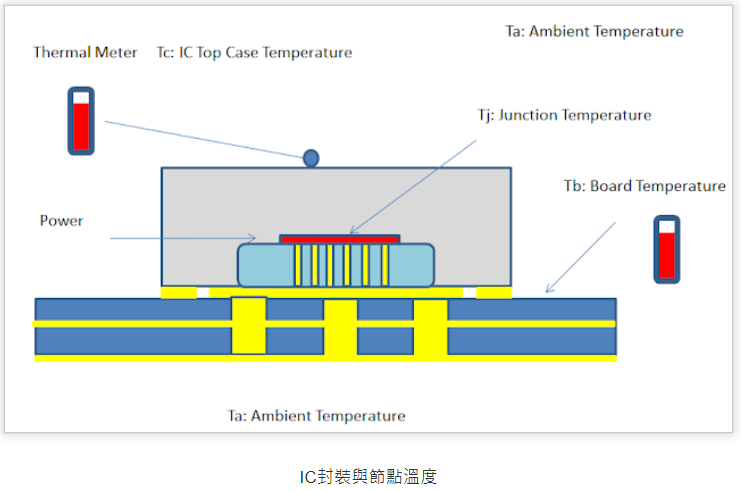 Ta: Ambient Temperature
Thermal Meter Tc: IC Top Case Temperature
Tj: Junction Temperature
Tb: Board Temperature
Power
Ta: Ambient Temperature
IC封裝與節點溫度